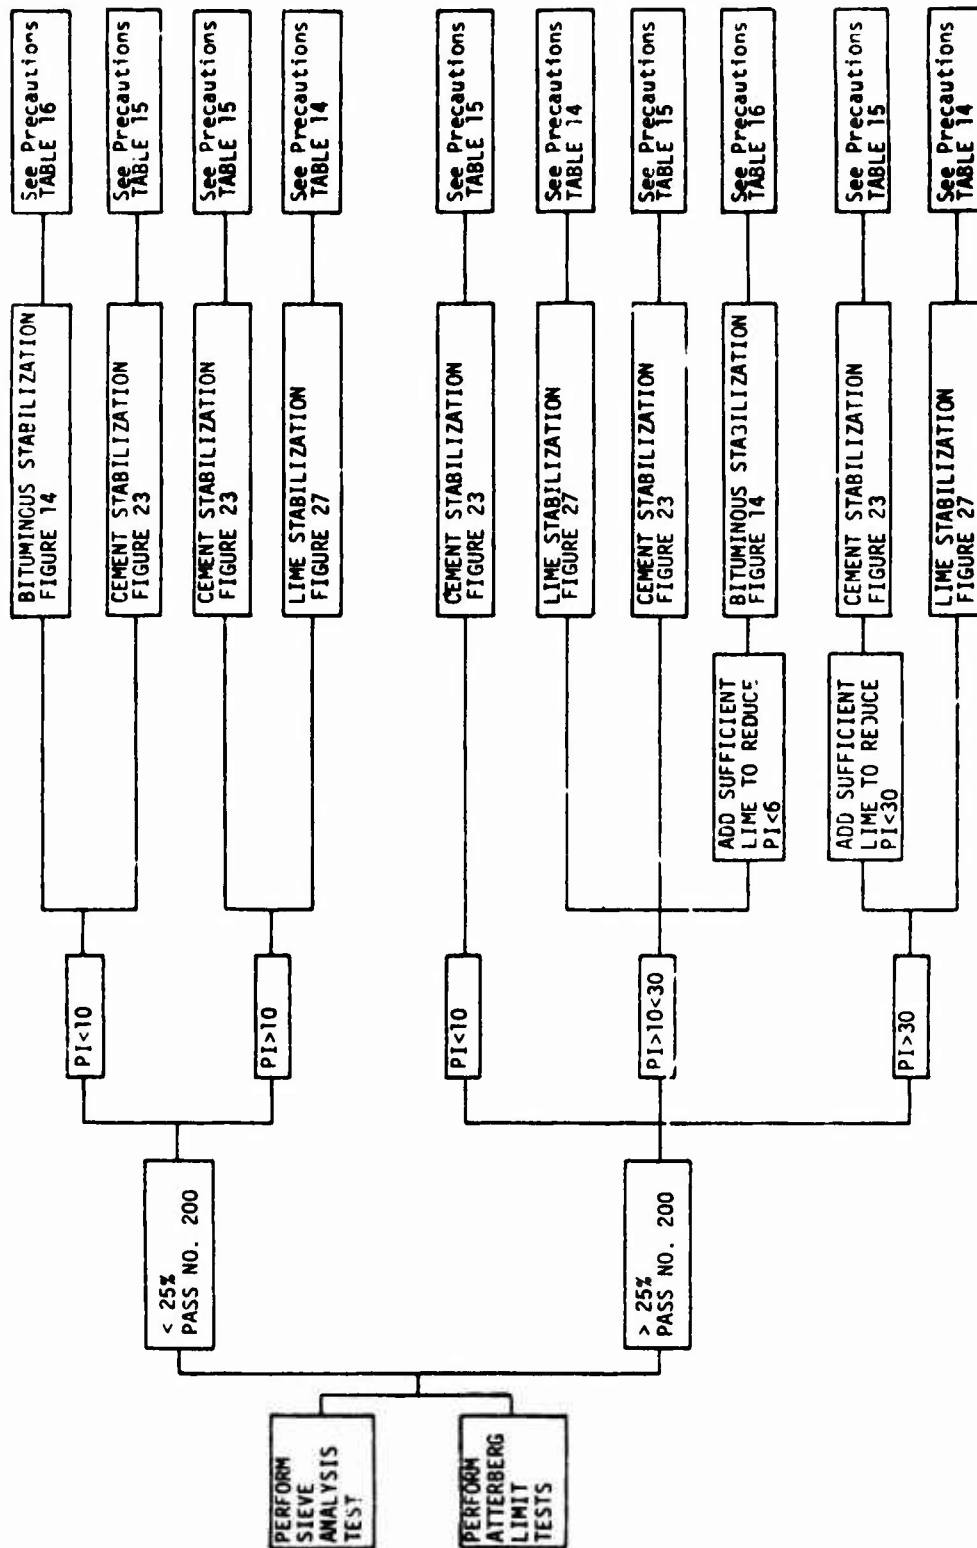 PERFORM
SIEVE
ANALYSIS
TEST
PERFORM
ATTERBERG
LIMIT
TESTS
< 25%
PASS NO. 200
> 25%
PASS NO. 200
PI<10
PI>10
PI<10
PI>10<30
PI>30
ADD SUFFICIENT
LIME TO REDUCE
PI<6
ADD SUFFICIENT
LIME TO REDUCE
PI<30
BITUMINOUS STABILIZATION
FIGURE 14
CEMENT STABILIZATION
FIGURE 23
CEMENT STABILIZATION
FIGURE 23
LIME STABILIZATION
FIGURE 27
CEMENT STABILIZATION
FIGURE 23
LIME STABILIZATION
FIGURE 27
CEMENT STABILIZATION
FIGURE 23
BITUMINOUS STABILIZATION
FIGURE 14
CEMENT STABILIZATION
FIGURE 23
LIME STABILIZATION
FIGURE 27
See Precautions
TABLE 16
See Precautions
TABLE 15
See Precautions
TABLE 15
See Precautions
TABLE 14
See Precautions
TABLE 15
See Precautions
TABLE 14
See Precautions
TABLE 15
See Precautions
TABLE 16
See Precautions
TABLE 15
See Precautions
TABLE 14